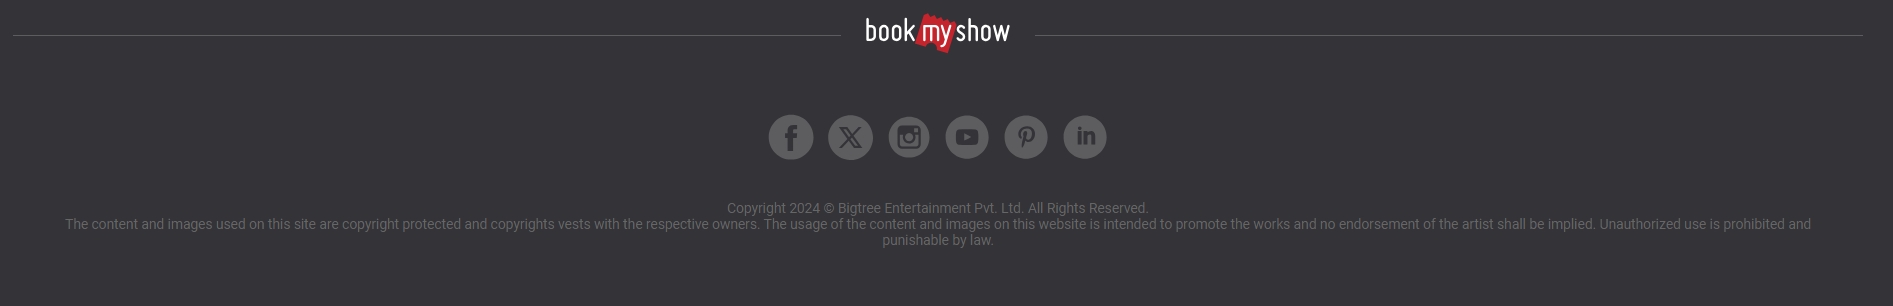 book my show
Copyright 2024 © Bigtree Entertainment Pvt. Ltd. All Rights Reserved.
The content and images used on this site are copyright protected and copyrights vests with the respective owners. The usage of the content and images on this website is intended to promote the works and no endorsement of the artist shall be implied. Unauthorized use is prohibited and
punishable by law.